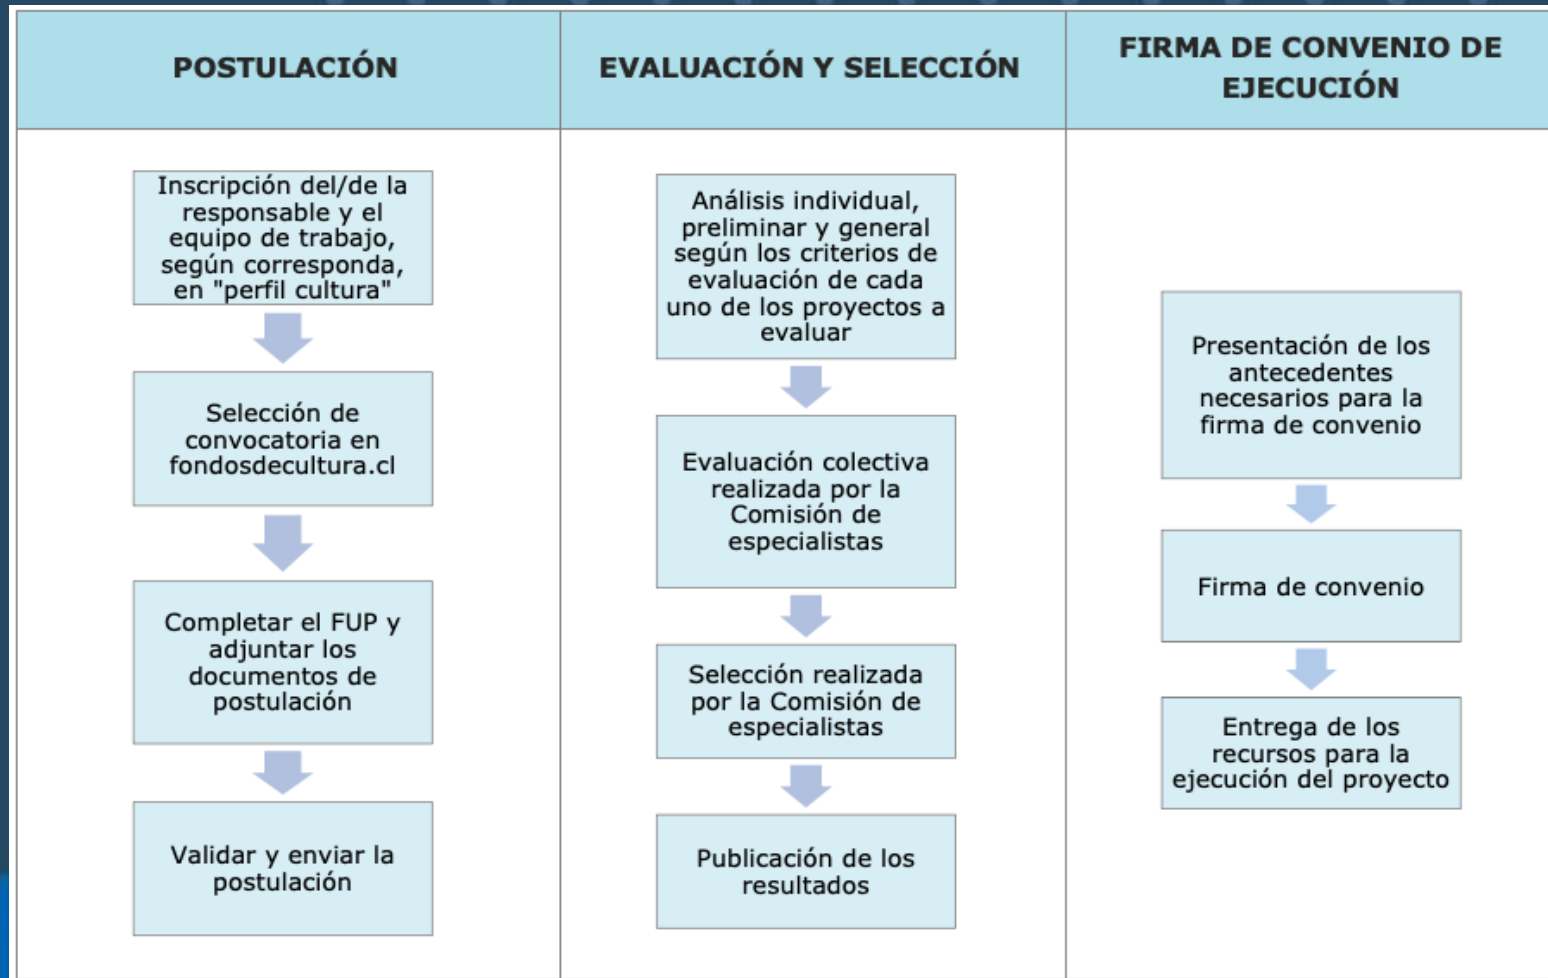 POSTULACIÓN
Inscripción del/de la
responsable y el
equipo de trabajo,
según corresponda,
en "perfil cultura"
Selección de
convocatoria en
fondosdecultura.cl
Completar el FUP y
adjuntar los
documentos de
postulación
Validar y enviar la
postulación
EVALUACIÓN Y SELECCIÓN
Análisis individual,
preliminar y general
según los criterios de
evaluación de cada
uno de los proyectos a
evaluar
Evaluación colectiva
realizada por la
Comisión de
especialistas
Selección realizada
por la Comisión de
especialistas
Publicación de los
resultados
FIRMA DE CONVENIO DE
EJECUCIÓN
Presentación de los
antecedentes
necesarios para la
firma de convenio
Firma de convenio
Entrega de los
recursos para la
ejecución del proyecto